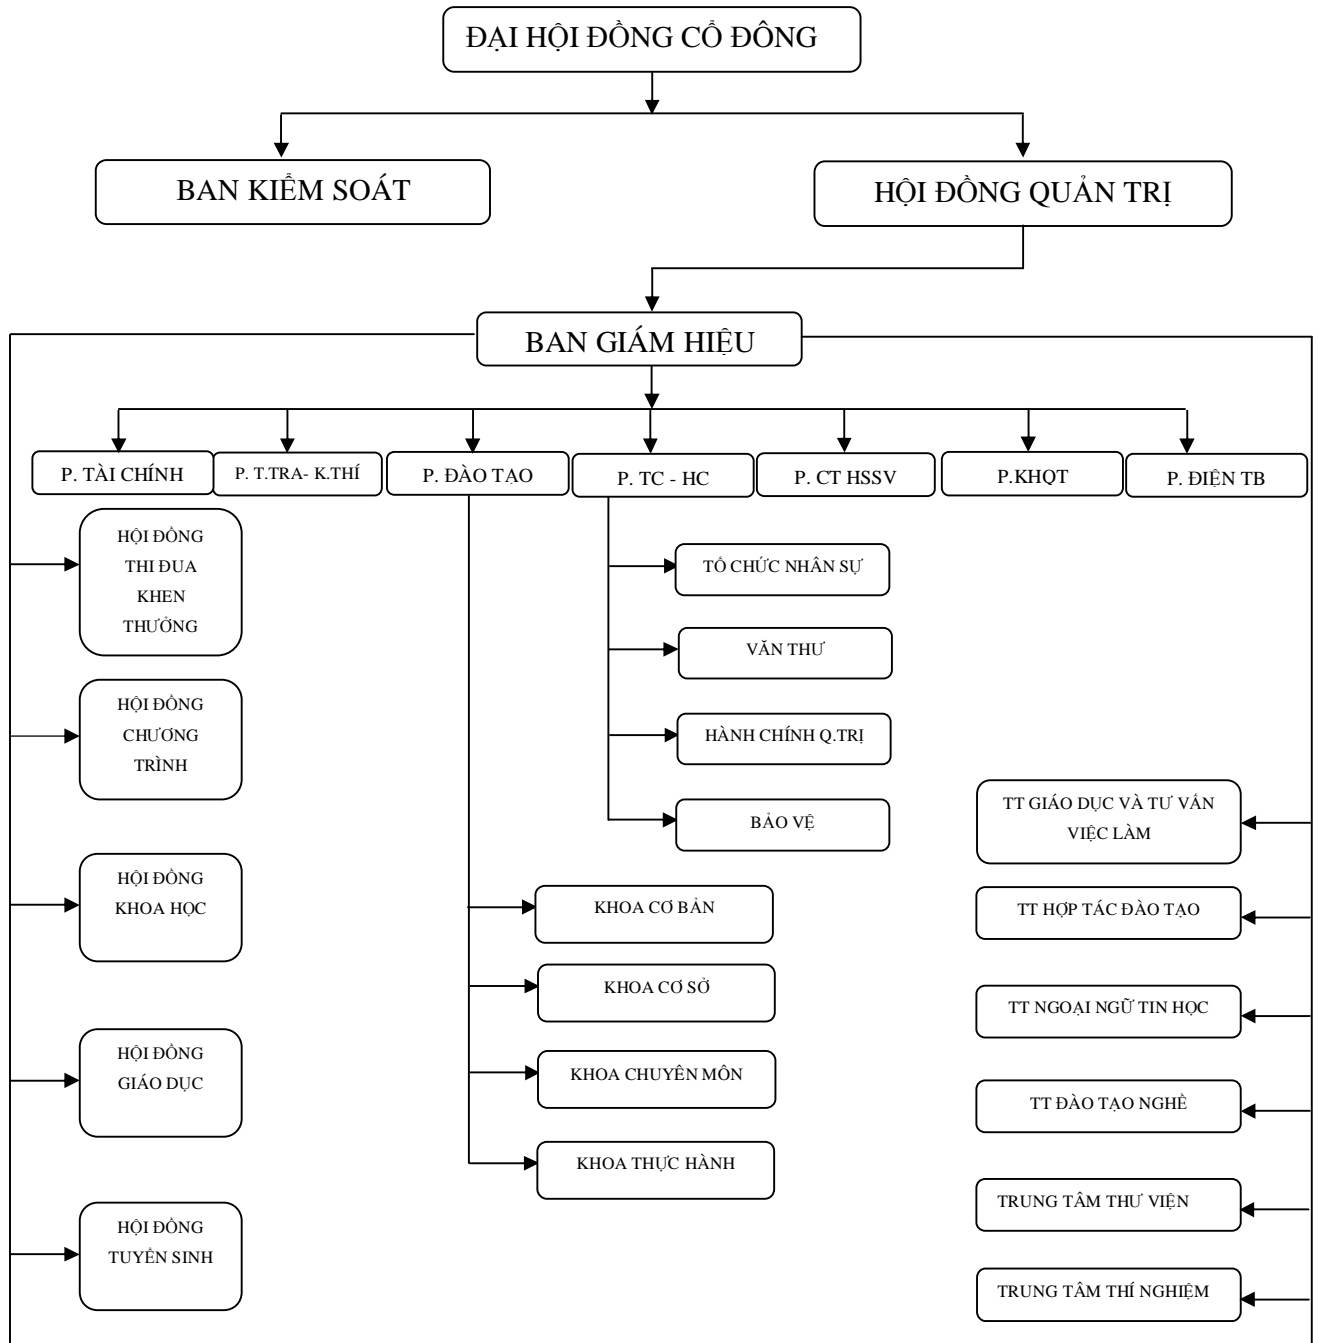 ĐẠI HỘI ĐỒNG CỔ ĐÔNG
BAN KIỂM SOÁT
HỘI ĐỒNG QUẢN TRỊ
BAN GIÁM HIỆU
P. TÀI CHÍNH
P. T.TRA- K.THÍ
P. ĐÀO TẠO
P. TC - HC
P. CT HSSV
P.KHQT
P. ĐIỆN TB
HỘI ĐỒNG
THI ĐUA
KHEN
THƯỞNG
HỘI ĐỒNG
CHƯƠNG
TRÌNH
HỘI ĐỒNG
KHOA HỌC
HỘI ĐỒNG
GIÁO DỤC
HỘI ĐỒNG
TUYỂN SINH
TỔ CHỨC NHÂN SỰ
VĂN THƯ
HÀNH CHÍNH Q.TRỊ
BẢO VỆ
KHOA CƠ BẢN
KHOA CƠ SỞ
KHOA CHUYÊN MÔN
KHOA THỰC HÀNH
TT GIÁO DỤC VÀ TƯ VẤN
VIỆC LÀM
TT HỢP TÁC ĐÀO TẠO
TT NGOẠI NGỮ TIN HỌC
TT ĐÀO TẠO NGHỀ
TRUNG TÂM THƯ VIỆN
TRUNG TÂM THÍ NGHIỆM